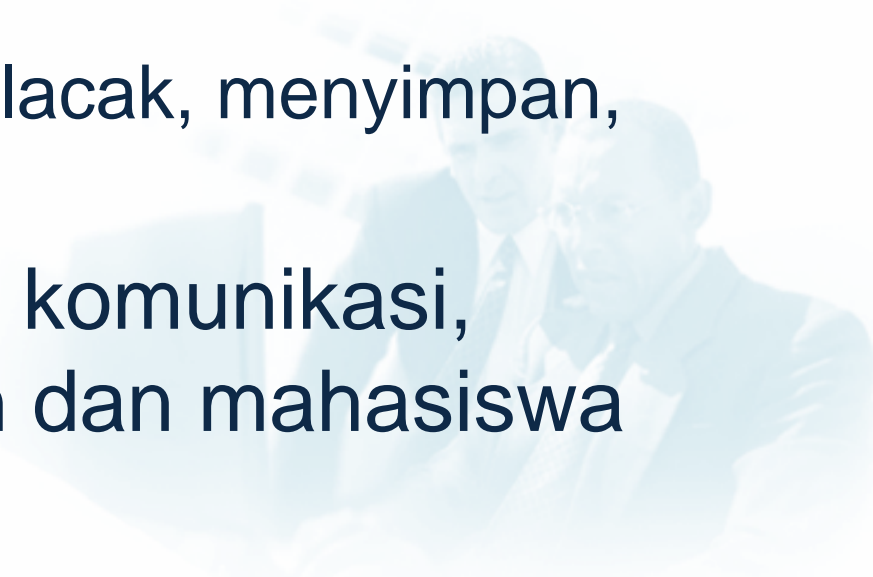 lacak, menyimpan,
komunikasi,
dan mahasiswa